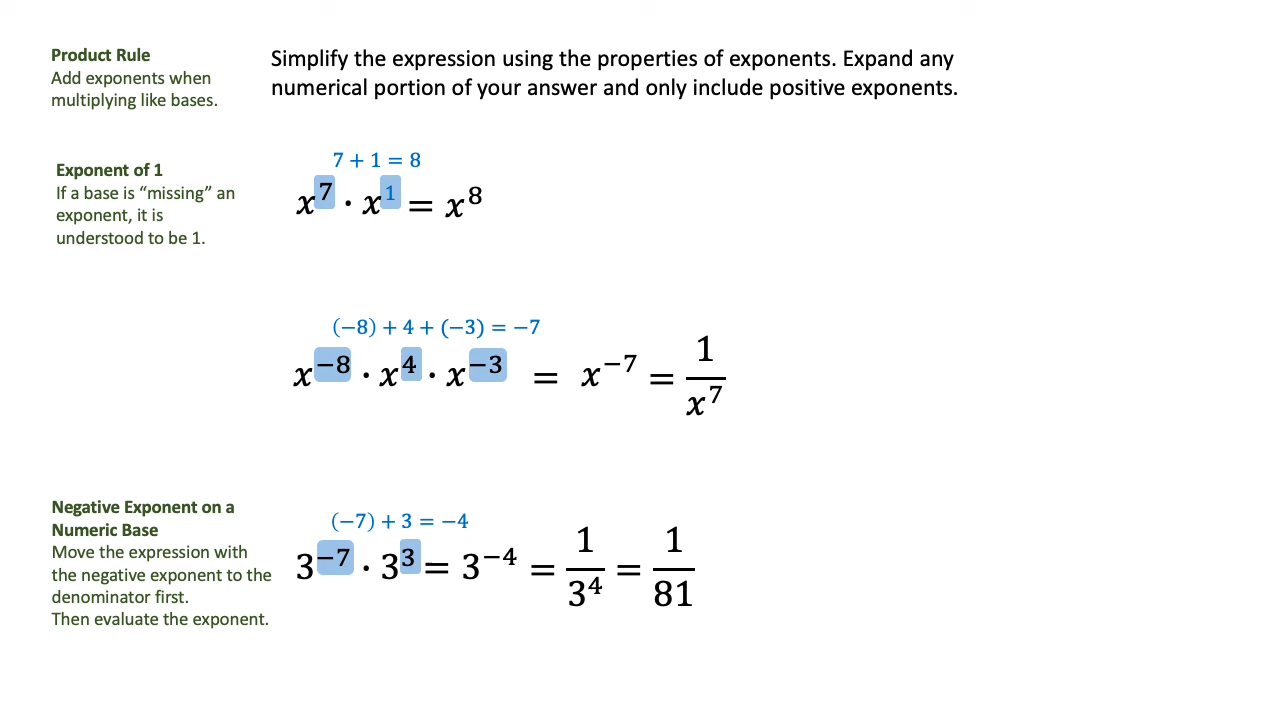 Product Rule
Add exponents when
multiplying like bases.
Simplify the expression using the properties of exponents. Expand any
numerical portion of your answer and only include positive exponents.
Exponent of 1
If a base is “missing” an
exponent, it is
understood to be 1.
7 + 1 = 8
x^7 · x^1 = x^8
(−8) + 4 + (−3) = −7
x^−8 · x^4 · x^−3 = x^−7 = 1/x^7
Negative Exponent on a
Numeric Base
Move the expression with
the negative exponent to the
denominator first.
Then evaluate the exponent.
(−7) + 3 = −4
3^−7 · 3^3 = 3^−4 = 1/3^4 = 1/81